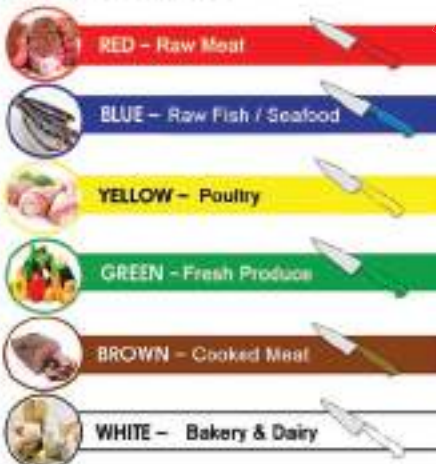 RED – Raw Meat
BLUE – Raw Fish / Seafood
YELLOW – Poultry
GREEN – Fresh Produce
BROWN – Cooked Meat
WHITE – Bakery & Dairy